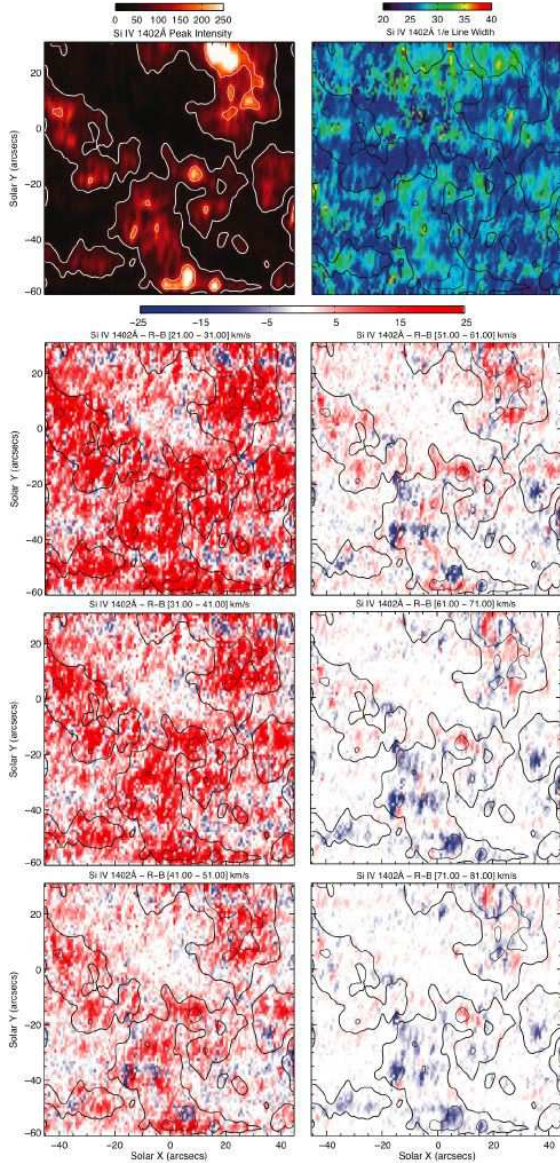 0 50 100 150 200 250
Si IV 1402Å Peak Intensity
20 25 30 35 40
Si IV 1402Å 1/e Line Width
20
0
−20
−40
−60
Solar Y (arcsecs)
−25 −15 −5 5 15 25
Si IV 1402Å − R−B [21.00 − 31.00] km/s
Si IV 1402Å − R−B [51.00 − 61.00] km/s
20
0
−20
−40
−60
Solar Y (arcsecs)
Si IV 1402Å − R−B [31.00 − 41.00] km/s
Si IV 1402Å − R−B [61.00 − 71.00] km/s
20
0
−20
−40
−60
Solar Y (arcsecs)
Si IV 1402Å − R−B [41.00 − 51.00] km/s
Si IV 1402Å − R−B [71.00 − 81.00] km/s
20
0
−20
−40
−60
Solar Y (arcsecs)
−40 −20 0 20 40
−40 −20 0 20 40
Solar X (arcsecs)
Solar X (arcsecs)